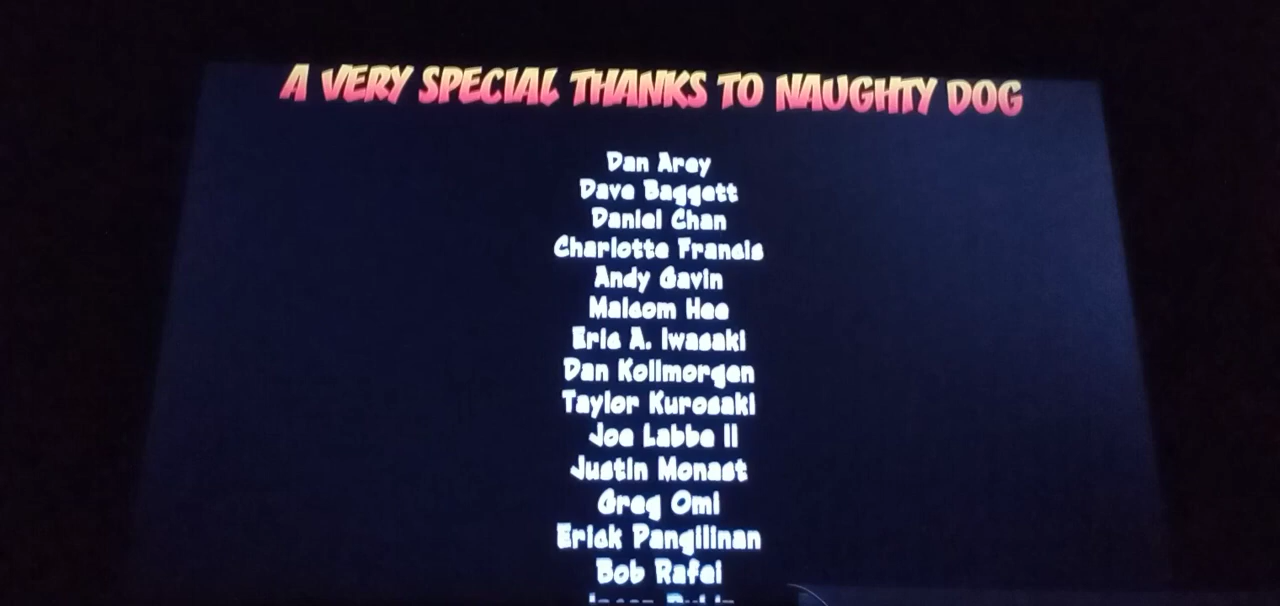 A VERY SPECIAL THANKS TO NAUGHTY DOG
Dan Arey
Dave Baggett
Daniel Chan
Charlotte Francis
Andy Gavin
Malcom Hee
Eric A. Iwasaki
Dan Kollmorgen
Taylor Kurosaki
Joe Labbe II
Justin Monast
Greg Omi
Erick Pangilinan
Bob Rafei